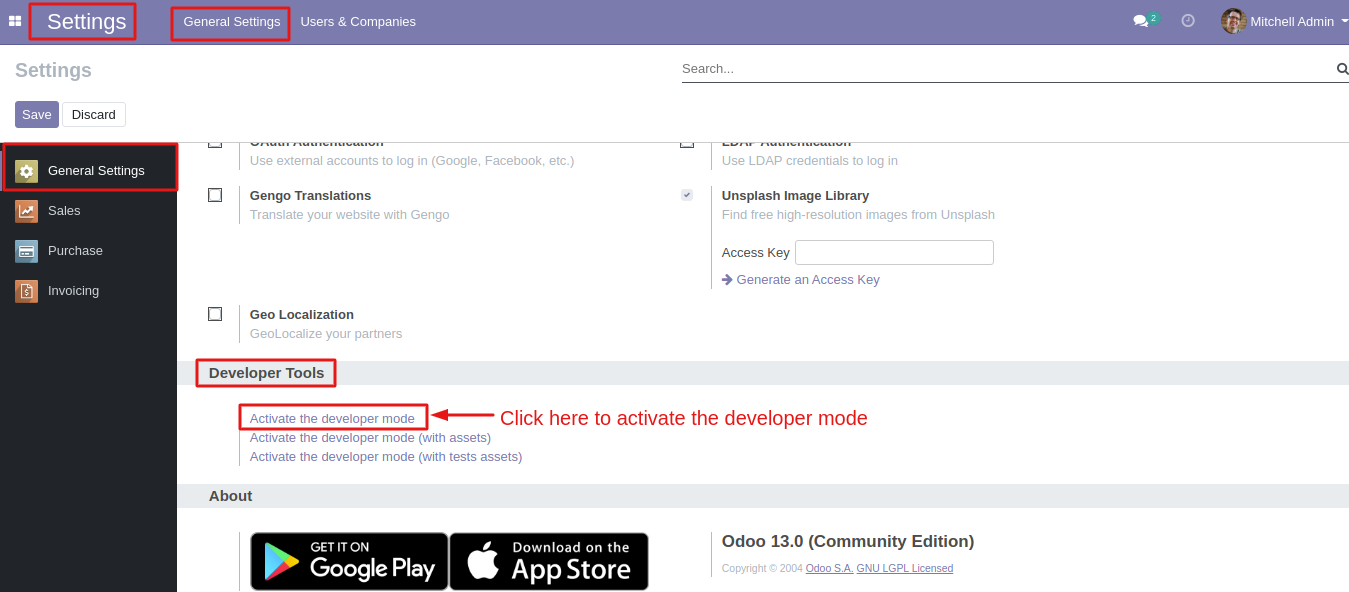 Settings General Settings Users & Companies 2 Mitchell Admin
Settings
Search...
Save Discard
General Settings
Sales
Purchase
Invoicing
OAuth Authentication
Use external accounts to log in (Google, Facebook, etc.)
LDAP Authentication
Use LDAP credentials to log in
Gengo Translations
Translate your website with Gengo
Unsplash Image Library
Find free high-resolution images from Unsplash
Access Key
Generate an Access Key
Geo Localization
GeoLocalize your partners
Developer Tools
Activate the developer mode
Click here to activate the developer mode
Activate the developer mode (with assets)
Activate the developer mode (with tests assets)
About
GET IT ON
Google Play
Download on the
App Store
Odoo 13.0 (Community Edition)
Copyright © 2004 Odoo S.A. GNU LGPL Licensed